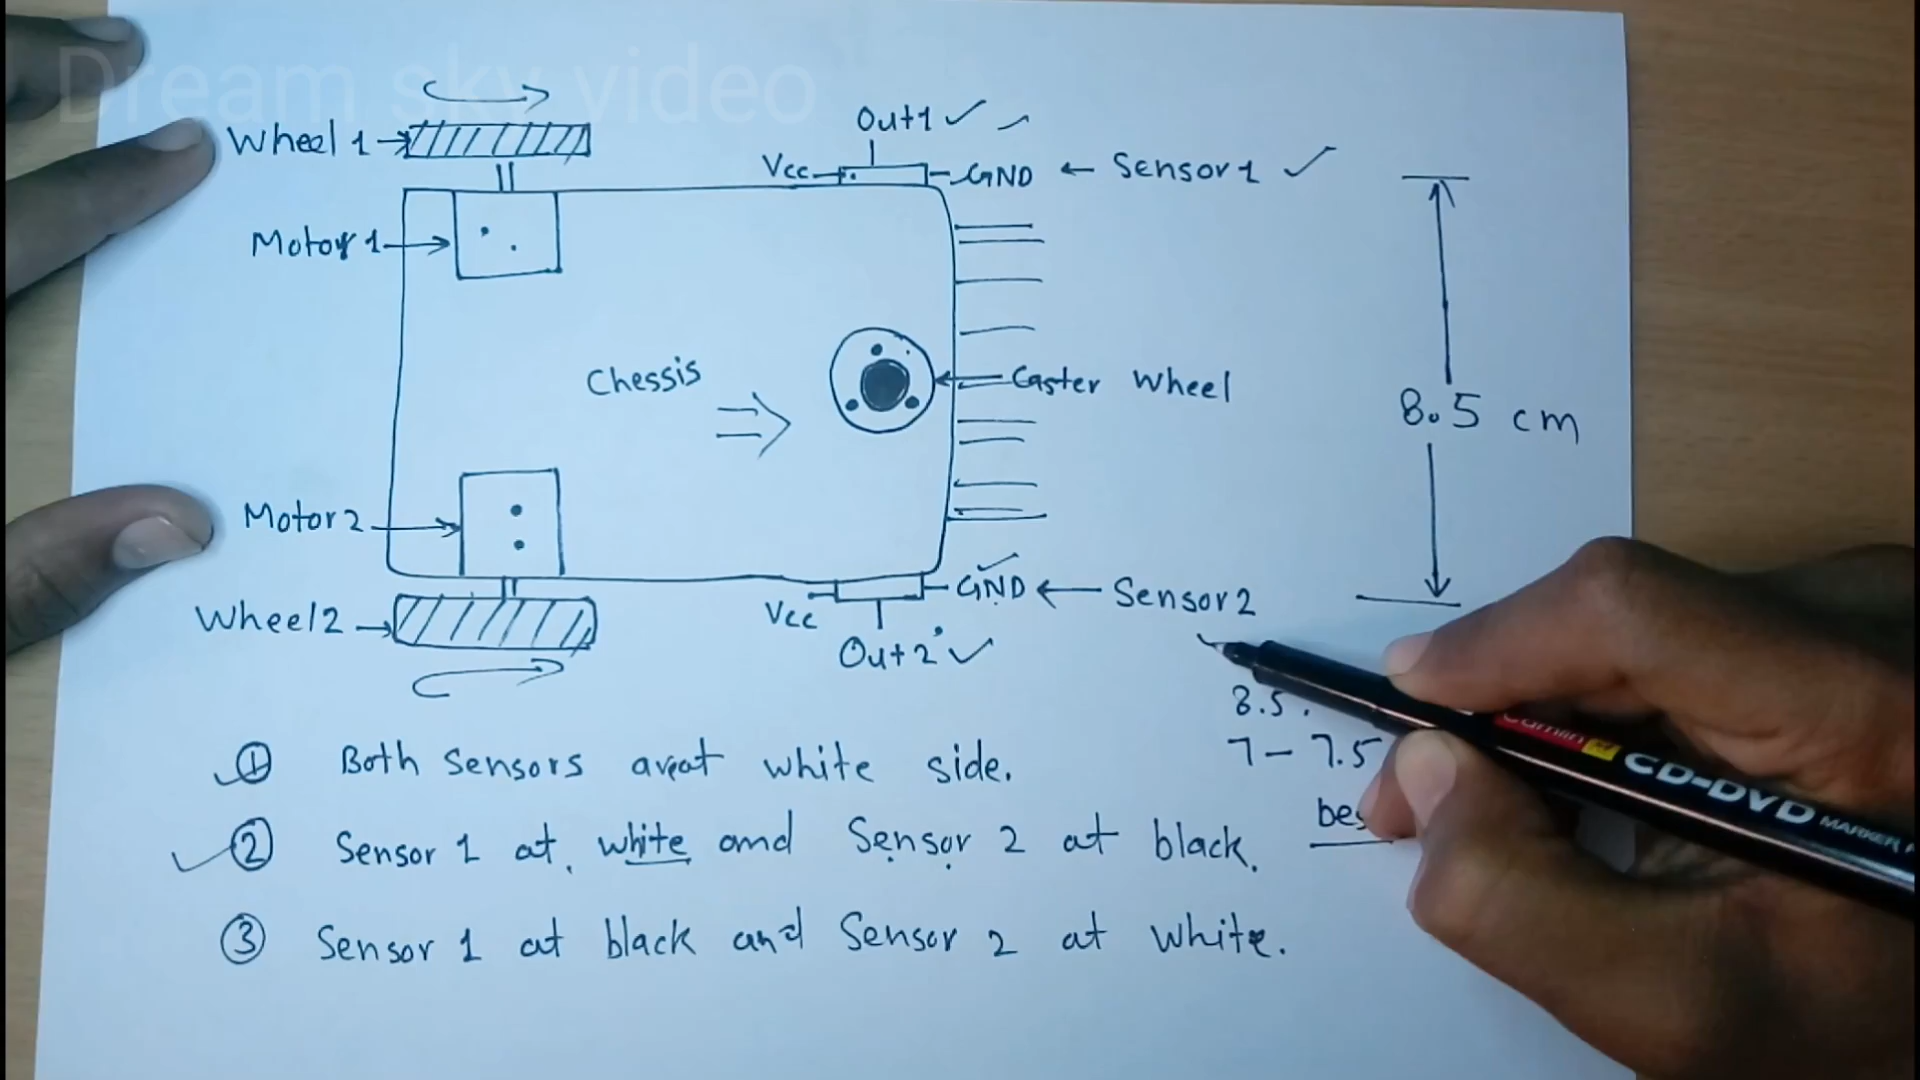 Dream sky video
Out1
Wheel 1
Vcc
GND
Sensor 1
Motor 1
Chessis
Caster Wheel
8.5 cm
Motor 2
GND
Sensor 2
Wheel 2
Vcc
Out 2
8.5.
7 - 7.5
① Both Sensors are at white side.
② Sensor 1 at white and Sensor 2 at black.
③ Sensor 1 at black and Sensor 2 at white.
CD-DVD